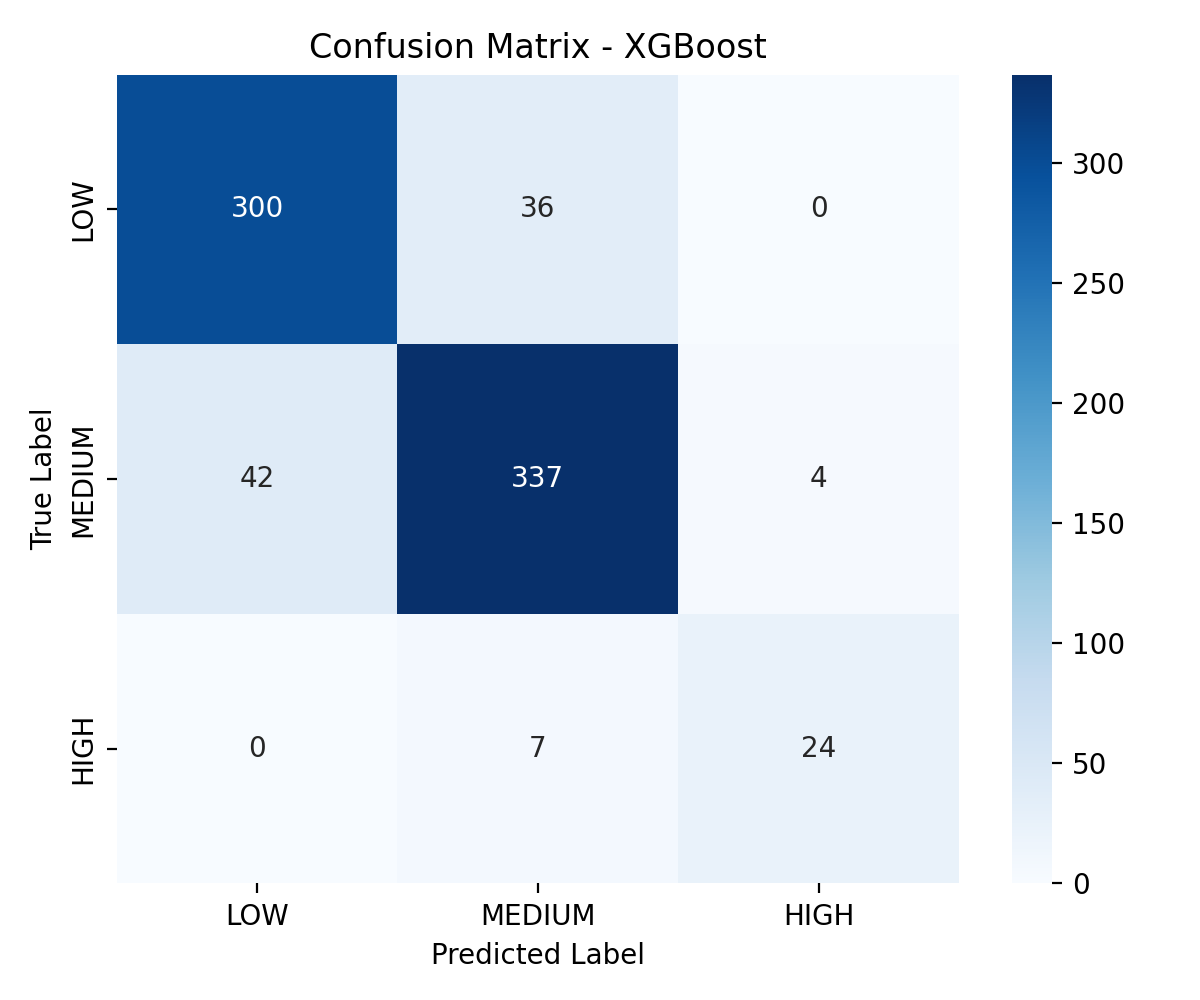 Confusion Matrix - XGBoost
LOW
300
36
0
300
250
200
150
100
50
0
True Label
MEDIUM
42
337
4
HIGH
0
7
24
LOW
MEDIUM
HIGH
Predicted Label